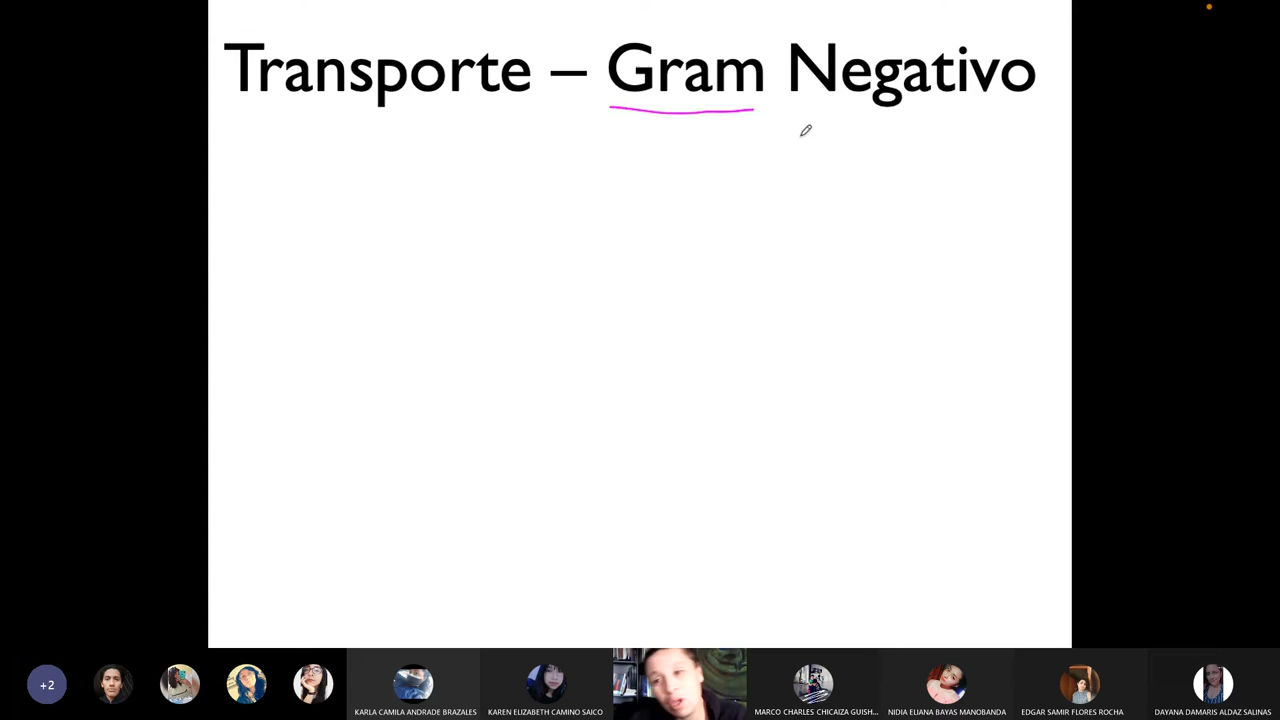 Transporte – Gram Negativo
+2
KARLA CAMILA ANDRADE BRAZALES
KAREN ELIZABETH CAMINO SAICO
MARCO CHARLES CHICAIZA GUISH...
NIDIA ELIANA BAYAS MANOBANDA
EDGAR SAMIR FLORES ROCHA
DAYANA DAMARIS ALDAZ SALINAS